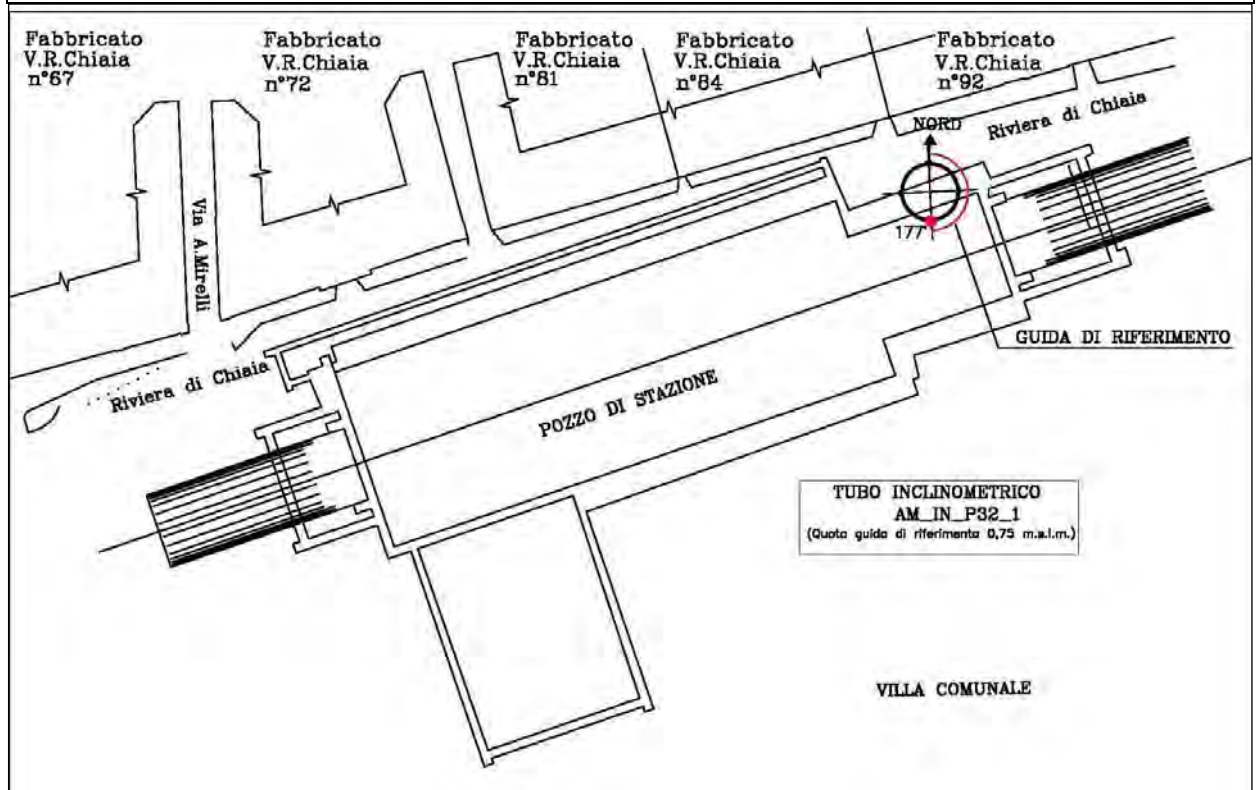 Fabbricato
V.R.Chiaia
n°67
Fabbricato
V.R.Chiaia
n°72
Fabbricato
V.R.Chiaia
n°81
Fabbricato
V.R.Chiaia
n°84
Fabbricato
V.R.Chiaia
n°92
NORD
Riviera di Chiaia
177°
Via A.Mirelli
GUIDA DI RIFERIMENTO
Riviera di Chiaia
POZZO DI STAZIONE
TUBO INCLINOMETRICO
AM_IN_P32_1
(Quota guida di riferimento 0,75 m.s.l.m.)
VILLA COMUNALE